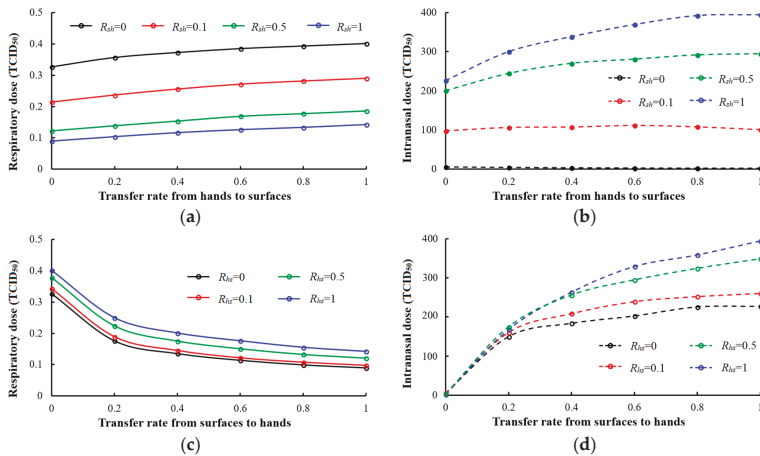 Respiratory dose (TCID₅₀)
0.5
0.4
0.3
0.2
0.1
0
Rsh=0 Rsh=0.1 Rsh=0.5 Rsh=1
0 0.2 0.4 0.6 0.8 1
Transfer rate from hands to surfaces
(a)
Intranasal dose (TCID₅₀)
400
300
200
100
0
Rsh=0 Rsh=0.5
Rsh=0.1 Rsh=1
0 0.2 0.4 0.6 0.8 1
Transfer rate from hands to surfaces
(b)
Respiratory dose (TCID₅₀)
0.5
0.4
0.3
0.2
0.1
0
Rhs=0 Rhs=0.5
Rhs=0.1 Rhs=1
0 0.2 0.4 0.6 0.8 1
Transfer rate from surfaces to hands
(c)
Intranasal dose (TCID₅₀)
400
300
200
100
0
Rhs=0 Rhs=0.5
Rhs=0.1 Rhs=1
0 0.2 0.4 0.6 0.8 1
Transfer rate from surfaces to hands
(d)